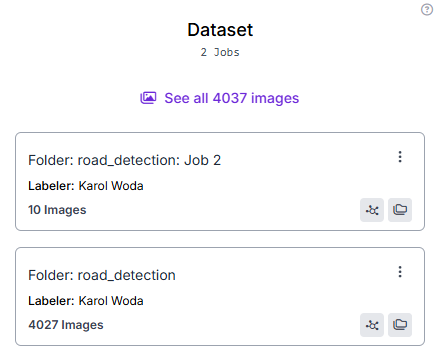 Dataset
2 Jobs
See all 4037 images
Folder: road_detection: Job 2
Labeler: Karol Woda
10 Images
Folder: road_detection
Labeler: Karol Woda
4027 Images